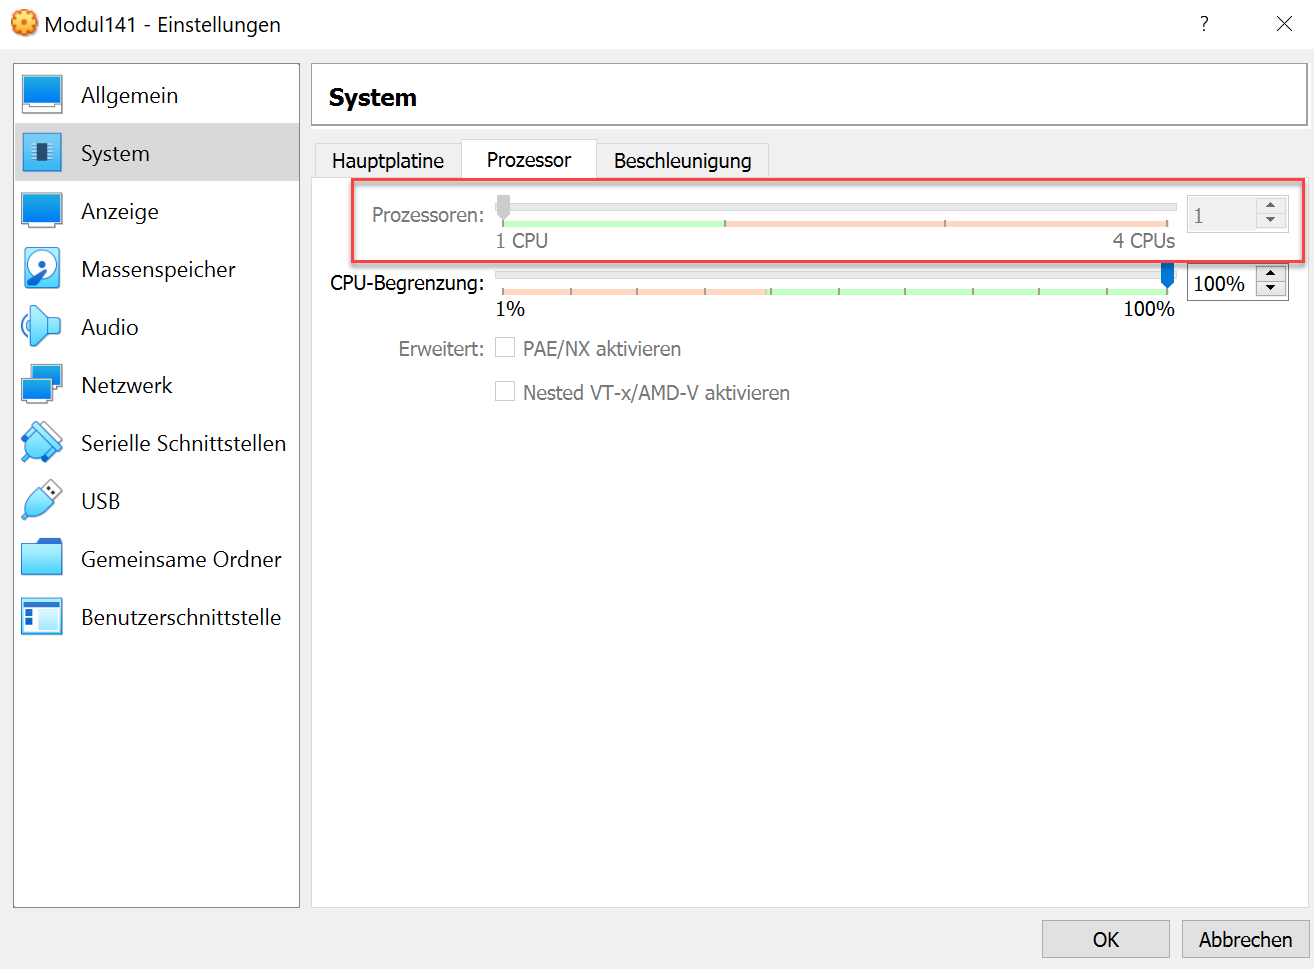 Modul141 - Einstellungen
?
Allgemein
System
Anzeige
Massenspeicher
Audio
Netzwerk
Serielle Schnittstellen
USB
Gemeinsame Ordner
Benutzerschnittstelle
System
Hauptplatine Prozessor Beschleunigung
Prozessoren: 1
1 CPU 4 CPUs
CPU-Begrenzung: 100%
1% 100%
Erweitert: PAE/NX aktivieren
Nested VT-x/AMD-V aktivieren
OK Abbrechen